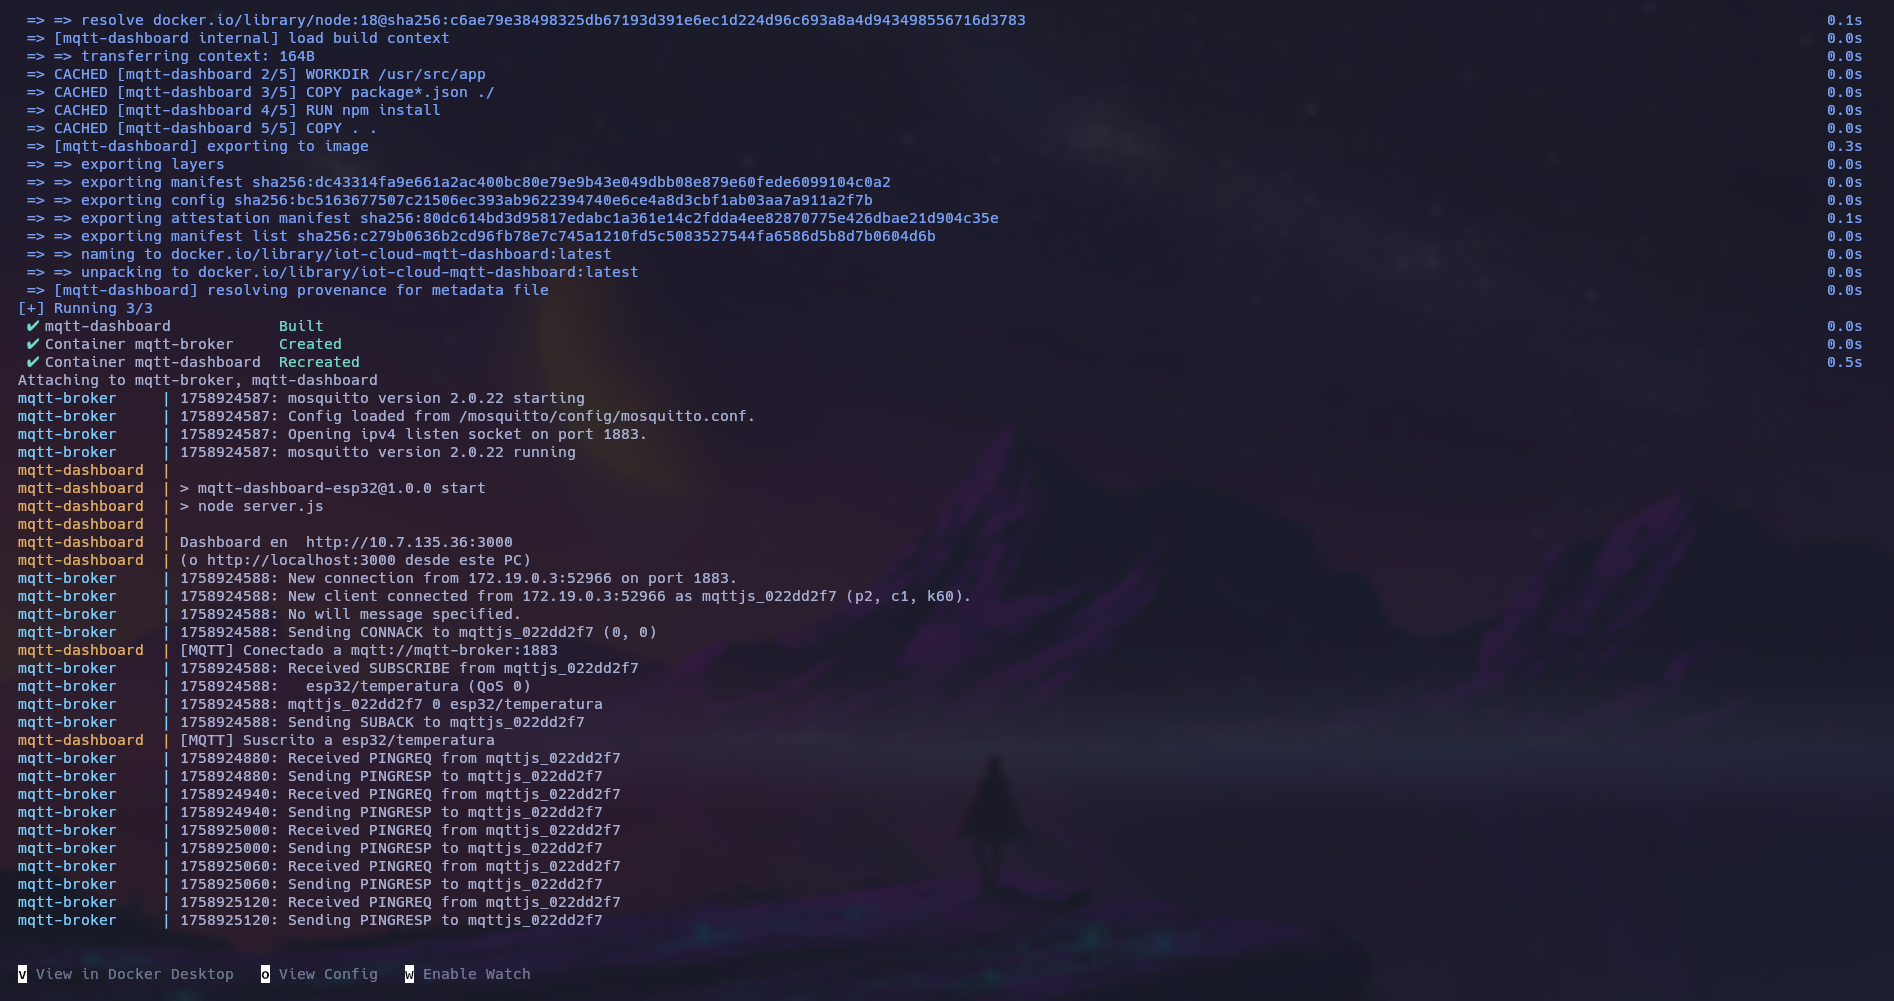 => => resolve docker.io/library/node:18@sha256:c6ae79e38498325db67193d391e6ec1d224d96c693a8a4d943498556716d3783 0.1s
=> [mqtt-dashboard internal] load build context 0.0s
=> => transferring context: 164B 0.0s
=> CACHED [mqtt-dashboard 2/5] WORKDIR /usr/src/app 0.0s
=> CACHED [mqtt-dashboard 3/5] COPY package*.json ./ 0.0s
=> CACHED [mqtt-dashboard 4/5] RUN npm install 0.0s
=> CACHED [mqtt-dashboard 5/5] COPY . . 0.0s
=> [mqtt-dashboard] exporting to image 0.3s
=> => exporting layers 0.0s
=> => exporting manifest sha256:dc43314fa9e661a2ac400bc80e79e9b43e049dbb08e879e60fede6099104c0a2 0.0s
=> => exporting config sha256:bc5163677507c21506ec393ab9622394740e6ce4a8d3cbf1ab03aa7a911a2f7b 0.0s
=> => exporting attestation manifest sha256:80dc614bd3d95817edabc1a361e14c2fdda4ee82870775e426dbae21d904c35e 0.1s
=> => exporting manifest list sha256:c279b0636b2cd96fb78e7c745a1210fd5c5083527544fa6586d5b8d7b0604d6b 0.0s
=> => naming to docker.io/library/iot-cloud-mqtt-dashboard:latest 0.0s
=> => unpacking to docker.io/library/iot-cloud-mqtt-dashboard:latest 0.0s
=> [mqtt-dashboard] resolving provenance for metadata file 0.0s
[+] Running 3/3
✔ mqtt-dashboard Built 0.0s
✔ Container mqtt-broker Created 0.0s
✔ Container mqtt-dashboard Recreated 0.5s
Attaching to mqtt-broker, mqtt-dashboard
mqtt-broker | 1758924587: mosquitto version 2.0.22 starting
mqtt-broker | 1758924587: Config loaded from /mosquitto/config/mosquitto.conf.
mqtt-broker | 1758924587: Opening ipv4 listen socket on port 1883.
mqtt-broker | 1758924587: mosquitto version 2.0.22 running
mqtt-dashboard |
mqtt-dashboard | > mqtt-dashboard-esp32@1.0.0 start
mqtt-dashboard | > node server.js
mqtt-dashboard |
mqtt-dashboard | Dashboard en  http://10.7.135.36:3000
mqtt-dashboard | (o http://localhost:3000 desde este PC)
mqtt-broker | 1758924588: New connection from 172.19.0.3:52966 on port 1883.
mqtt-broker | 1758924588: New client connected from 172.19.0.3:52966 as mqttjs_022dd2f7 (p2, c1, k60).
mqtt-broker | 1758924588: No will message specified.
mqtt-broker | 1758924588: Sending CONNACK to mqttjs_022dd2f7 (0, 0)
mqtt-dashboard | [MQTT] Conectado a mqtt://mqtt-broker:1883
mqtt-broker | 1758924588: Received SUBSCRIBE from mqttjs_022dd2f7
mqtt-broker | 1758924588:   esp32/temperatura (QoS 0)
mqtt-broker | 1758924588: mqttjs_022dd2f7 0 esp32/temperatura
mqtt-broker | 1758924588: Sending SUBACK to mqttjs_022dd2f7
mqtt-dashboard | [MQTT] Suscrito a esp32/temperatura
mqtt-broker | 1758924880: Received PINGREQ from mqttjs_022dd2f7
mqtt-broker | 1758924880: Sending PINGRESP to mqttjs_022dd2f7
mqtt-broker | 1758924940: Received PINGREQ from mqttjs_022dd2f7
mqtt-broker | 1758924940: Sending PINGRESP to mqttjs_022dd2f7
mqtt-broker | 1758925000: Received PINGREQ from mqttjs_022dd2f7
mqtt-broker | 1758925000: Sending PINGRESP to mqttjs_022dd2f7
mqtt-broker | 1758925060: Received PINGREQ from mqttjs_022dd2f7
mqtt-broker | 1758925060: Sending PINGRESP to mqttjs_022dd2f7
mqtt-broker | 1758925120: Received PINGREQ from mqttjs_022dd2f7
mqtt-broker | 1758925120: Sending PINGRESP to mqttjs_022dd2f7
v View in Docker Desktop o View Config w Enable Watch